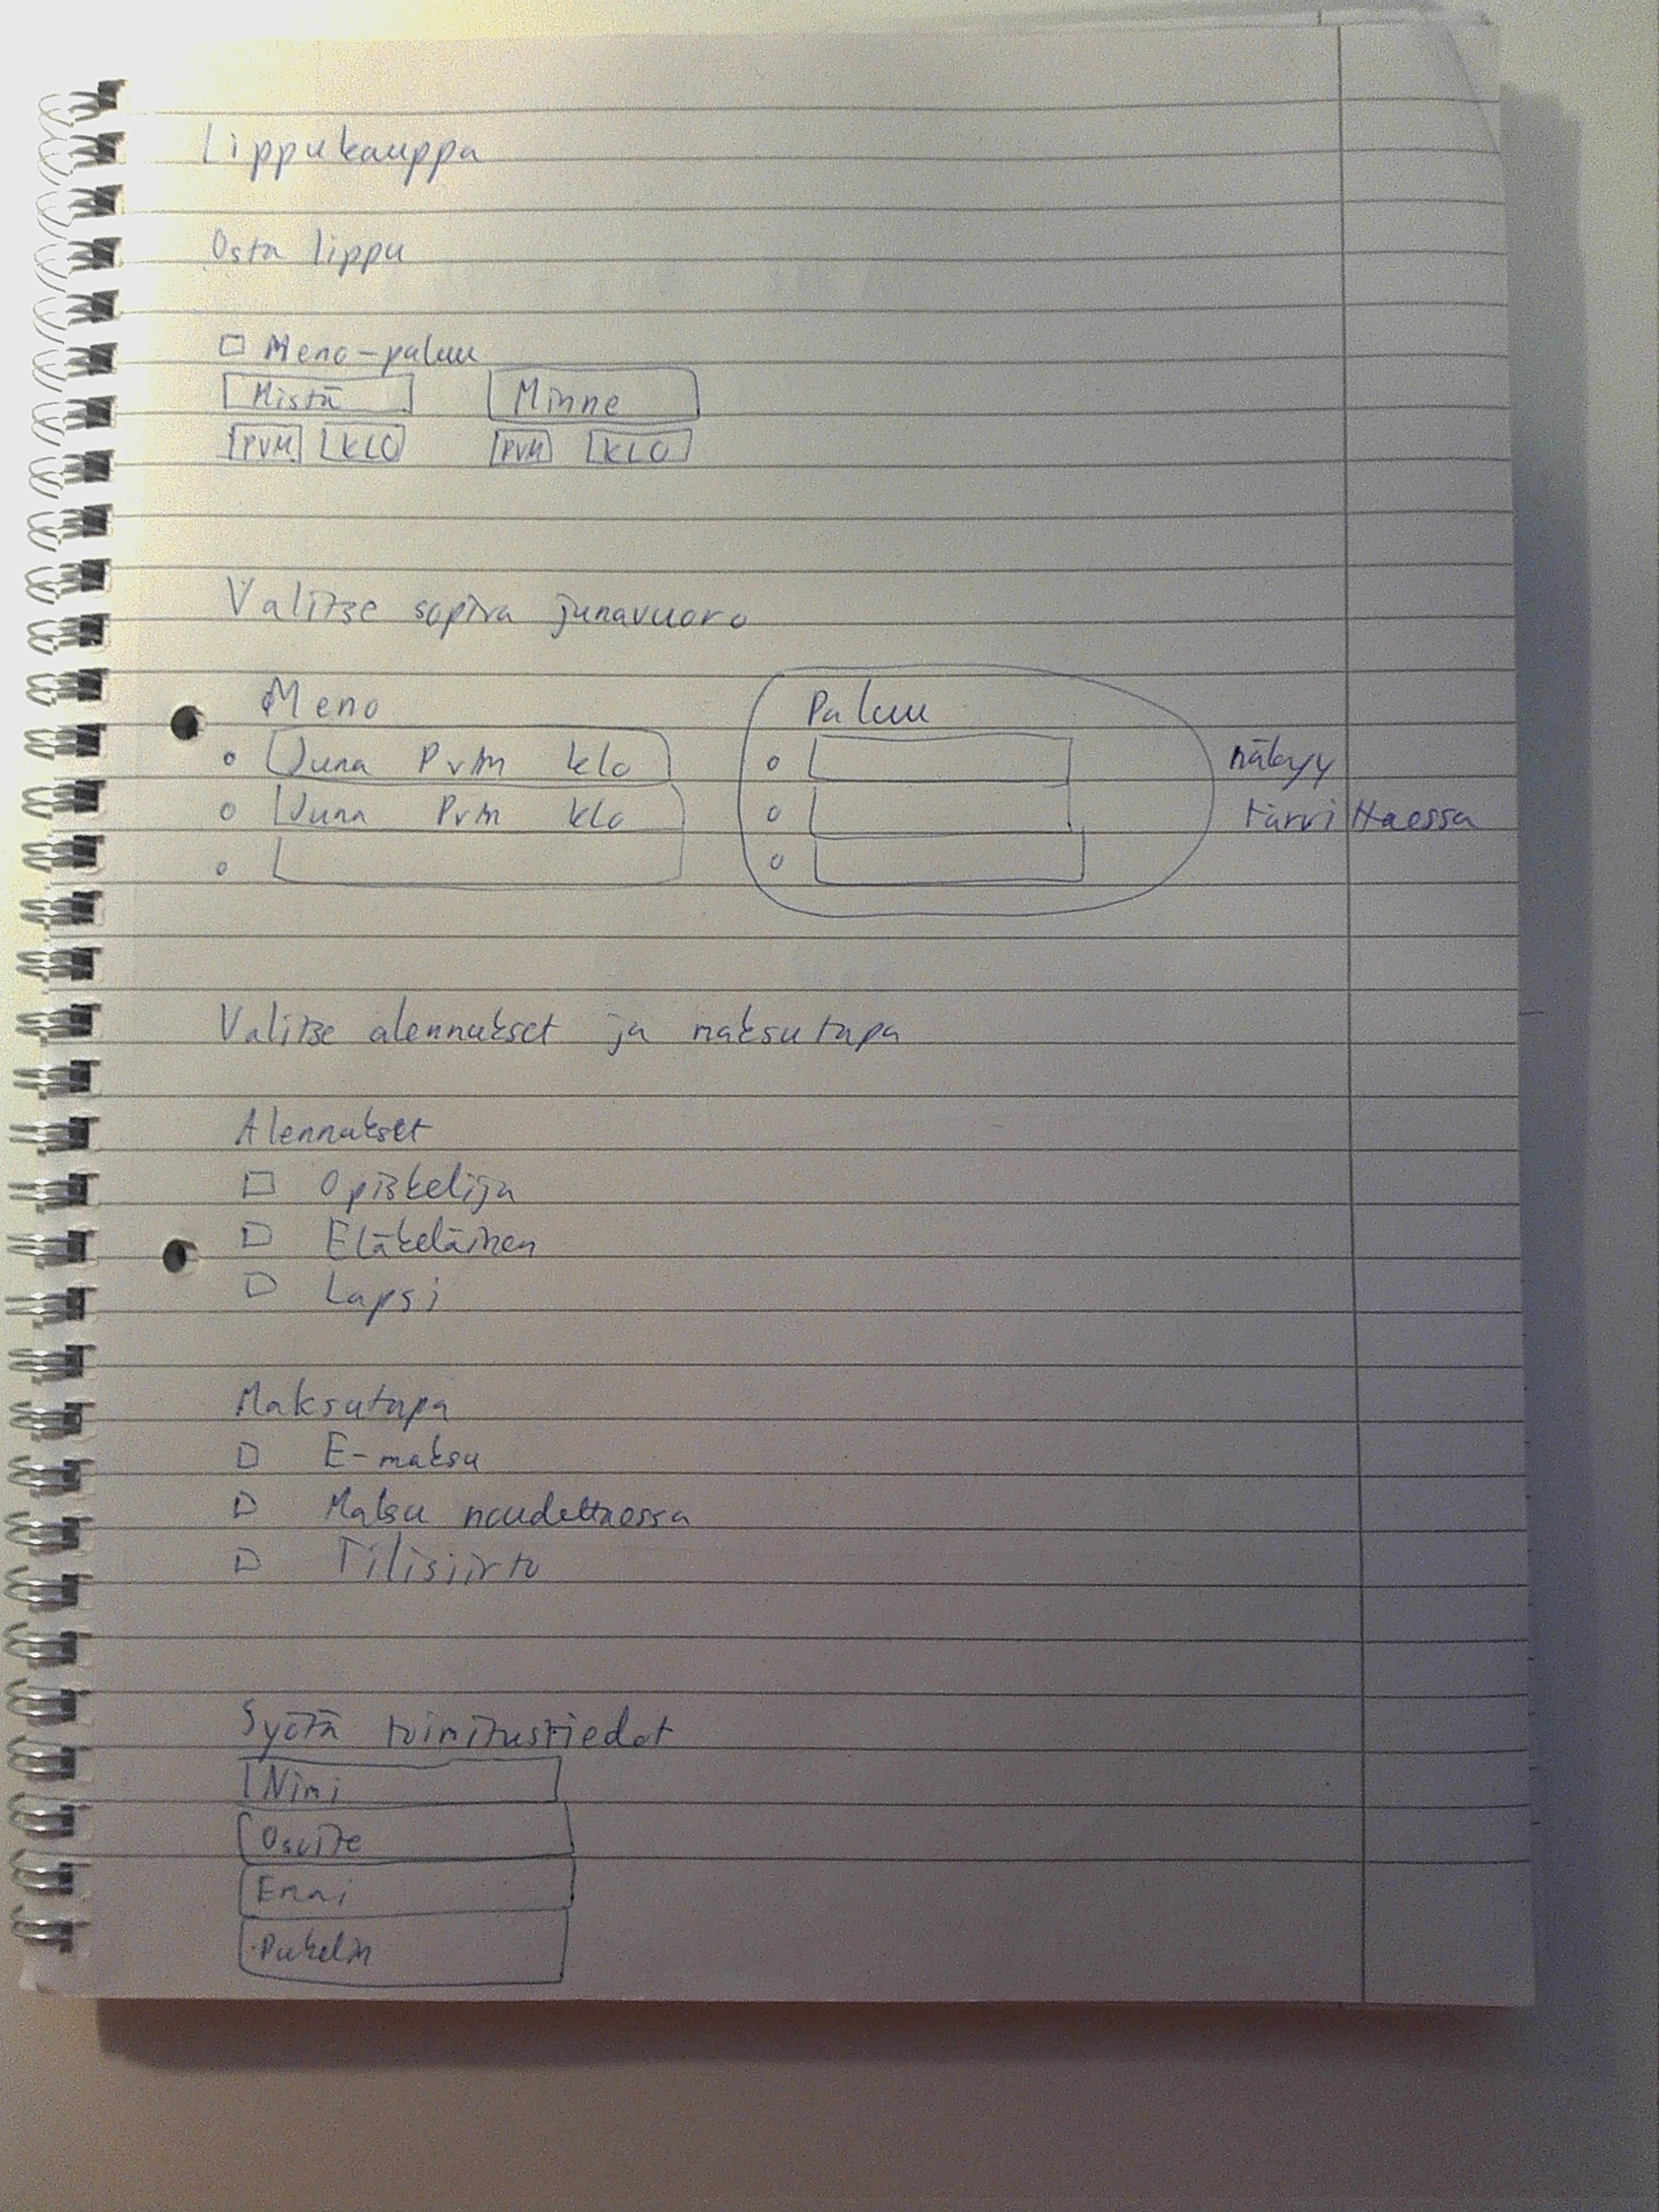 Lippukauppa
Osta lippu
Meno-paluu
Mistä Minne
PVM KLO PVM KLO
Valitse sopiva junavuoro
Meno Paluu
Juna Pvm klo näkyy
Juna Pvm klo tarvittaessa
Valitse alennukset ja maksutapa
Alennukset
Opiskelija
Eläkeläinen
Lapsi
Maksutapa
E-maksu
Maksu noudettaessa
Tilisiirto
Syötä toimitustiedot
Nimi
Osoite
Emai
Puhelin